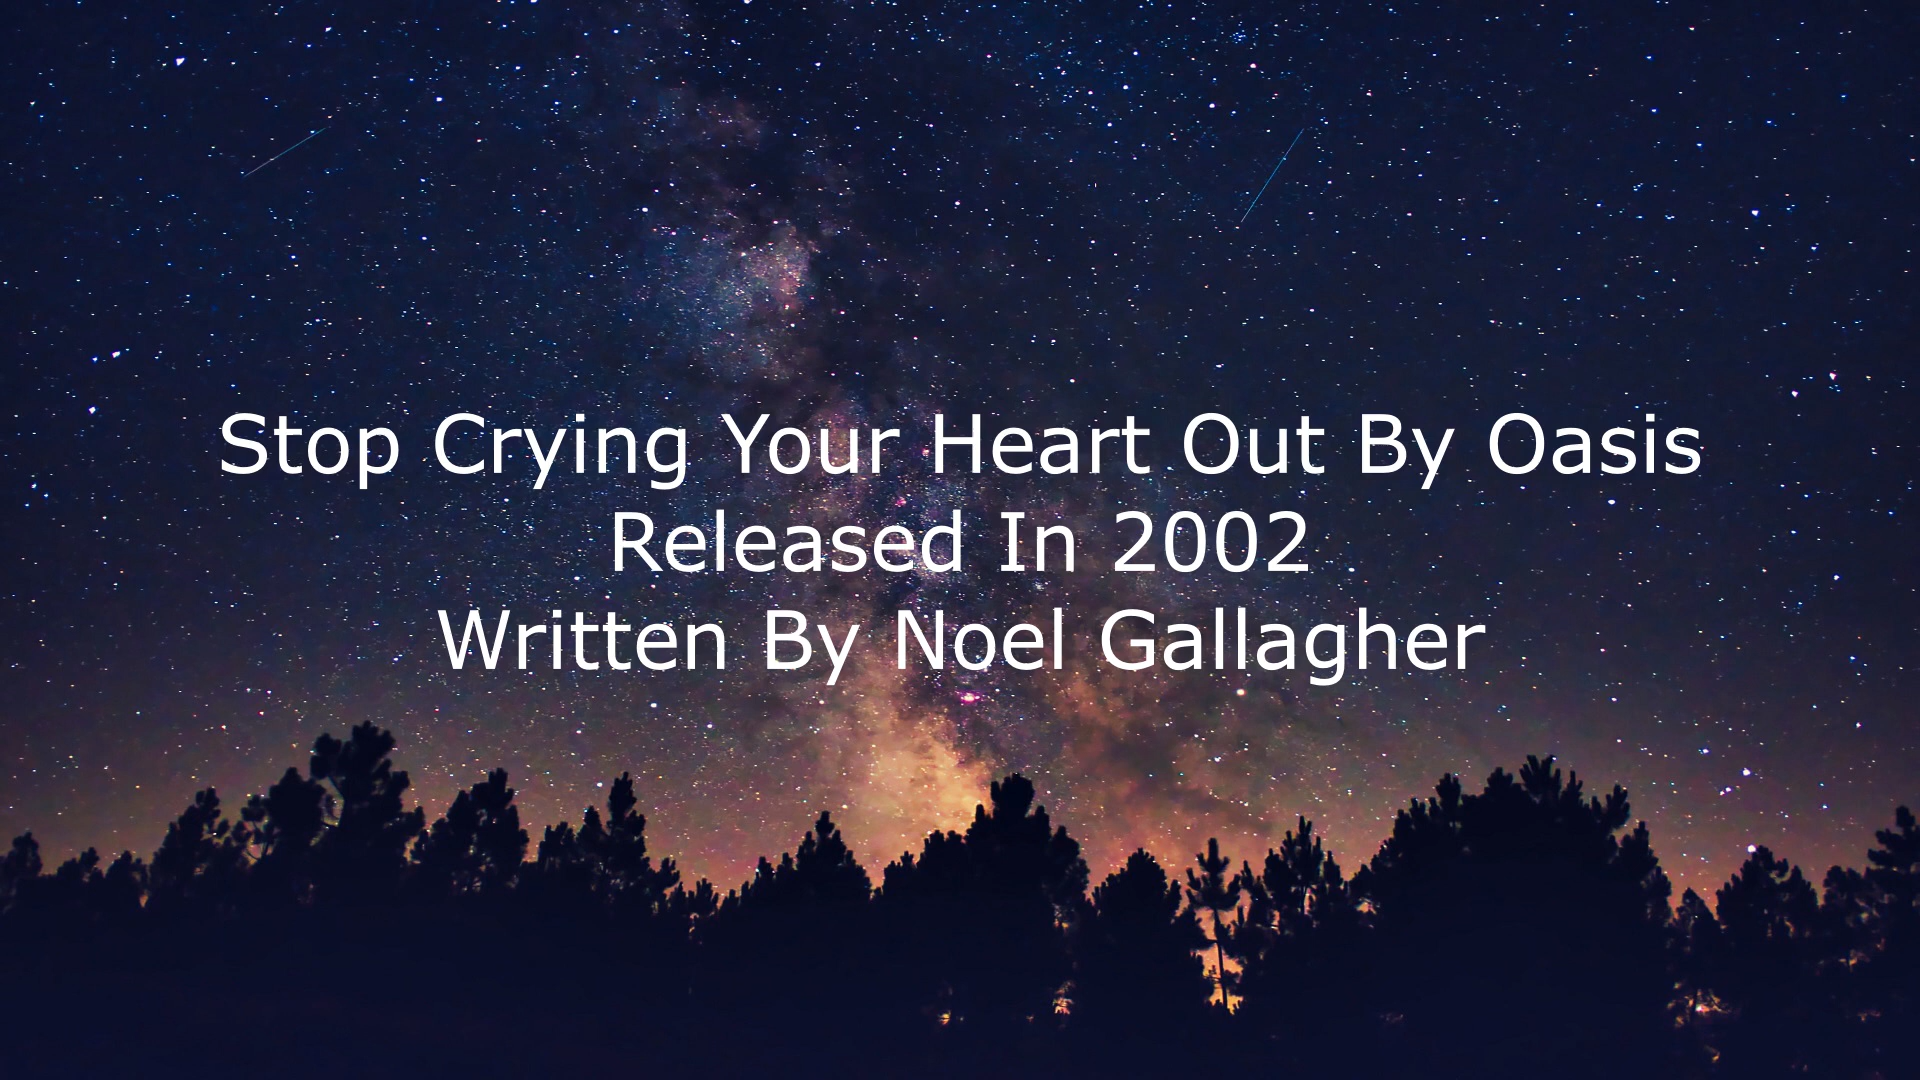 Stop Crying Your Heart Out By Oasis
Released In 2002
Written By Noel Gallagher